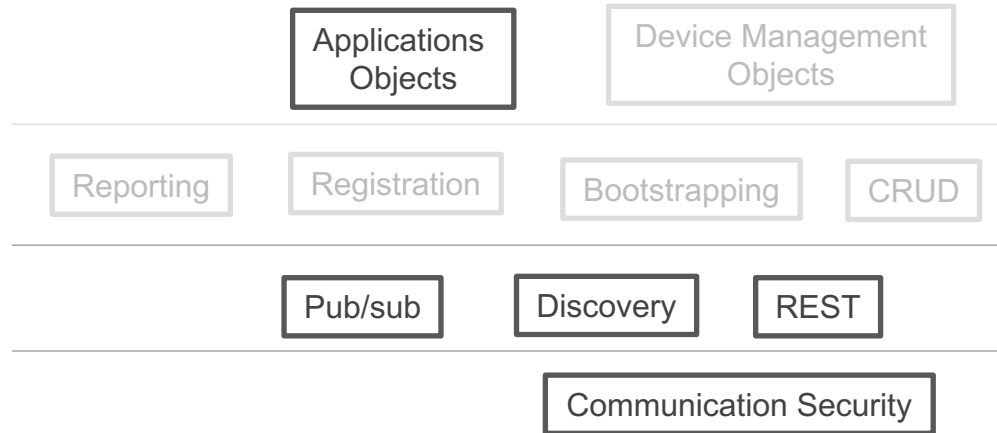 Applications
Objects
Device Management
Objects
Reporting
Registration
Bootstrapping
CRUD
Pub/sub
Discovery
REST
Communication Security